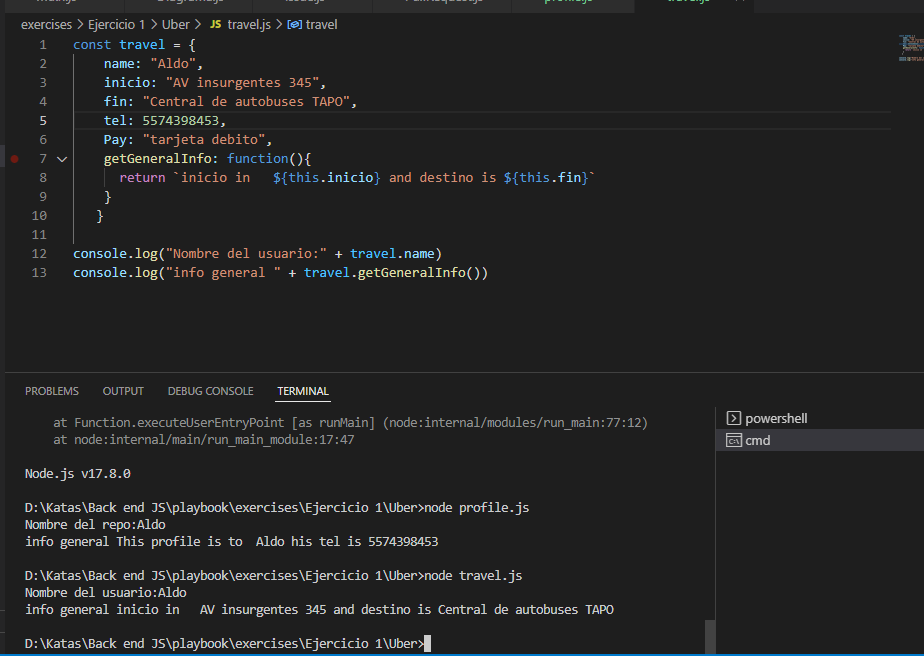 exercises > Ejercicio 1 > Uber > JS travel.js > travel
1 const travel = {
2 name: "Aldo",
3 inicio: "AV insurgentes 345",
4 fin: "Central de autobuses TAPO",
5 tel: 5574398453,
6 Pay: "tarjeta debito",
7 getGeneralInfo: function(){
8 return `inicio in   ${this.inicio} and destino is ${this.fin}`
9 }
10 }
11
12 console.log("Nombre del usuario:" + travel.name)
13 console.log("info general " + travel.getGeneralInfo())
PROBLEMS OUTPUT DEBUG CONSOLE TERMINAL
at Function.executeUserEntryPoint [as runMain] (node:internal/modules/run_main:77:12)
at node:internal/main/run_main_module:17:47
Node.js v17.8.0
D:\Katas\Back end JS\playbook\exercises\Ejercicio 1\Uber>node profile.js
Nombre del repo:Aldo
info general This profile is to  Aldo his tel is 5574398453
D:\Katas\Back end JS\playbook\exercises\Ejercicio 1\Uber>node travel.js
Nombre del usuario:Aldo
info general inicio in   AV insurgentes 345 and destino is Central de autobuses TAPO
D:\Katas\Back end JS\playbook\exercises\Ejercicio 1\Uber>
powershell
cmd